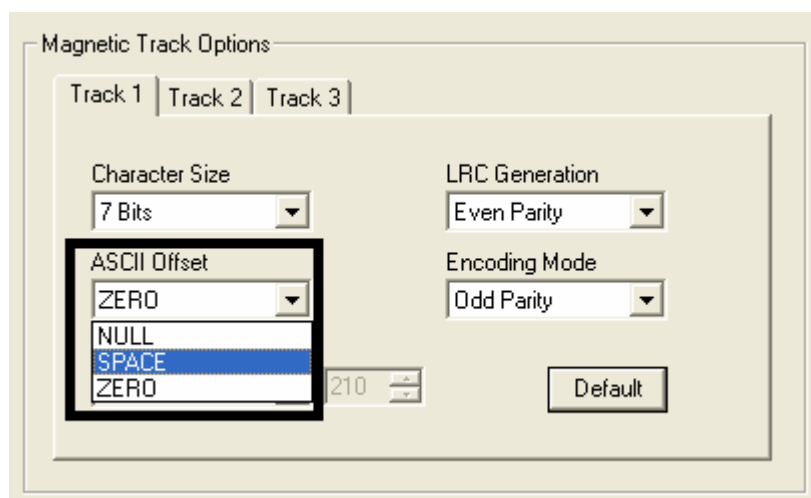 Magnetic Track Options
Track 1 Track 2 Track 3
Character Size LRC Generation
7 Bits Even Parity
ASCII Offset Encoding Mode
ZERO Odd Parity
NULL
SPACE
ZERO 210 Default